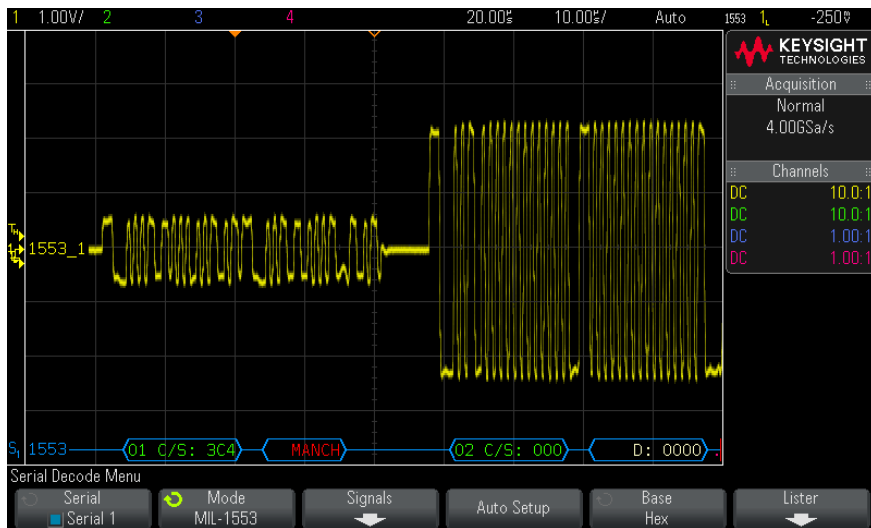 1 1.00V/ 2 3 4 20.00s 10.00s/ Auto 1553 1 -250V
KEYSIGHT
TECHNOLOGIES
Acquisition
Normal
4.00GSa/s
Channels
DC 10.0:1
DC 10.0:1
DC 1.00:1
DC 1.00:1
1553_1
S1 1553 01 C/S: 3C4 MANCH 02 C/S: 000 D: 0000
Serial Decode Menu
Serial
Serial 1
Mode
MIL-1553
Signals
Auto Setup
Base
Hex
Lister